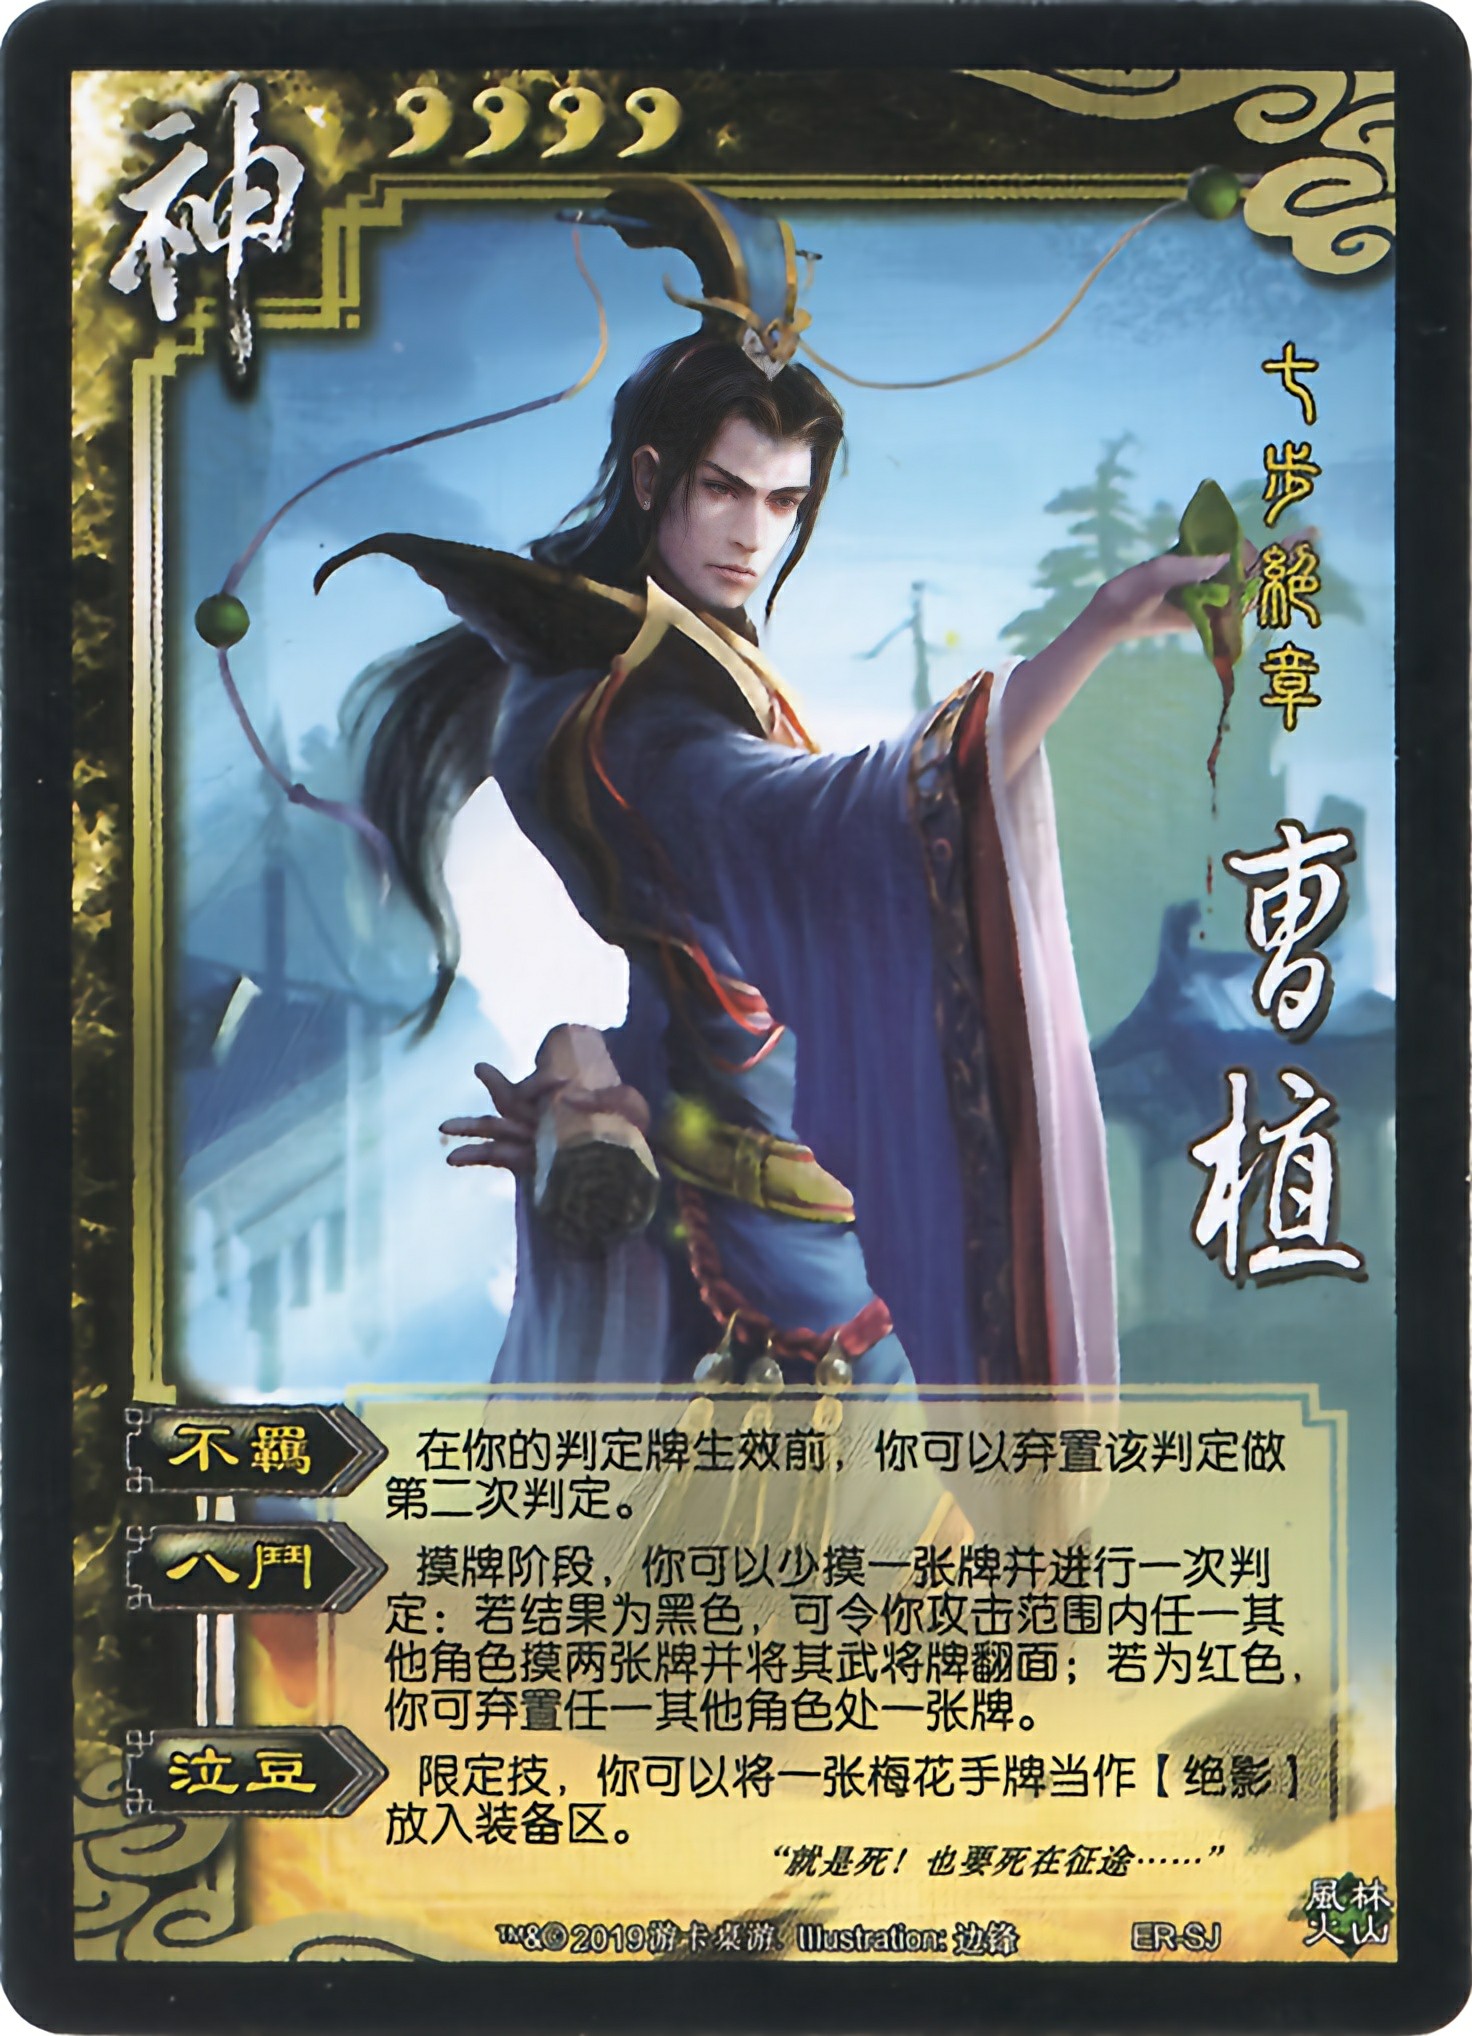 神
七步絕章
曹植
不羈
在你的判定牌生效前，你可以弃置该判定做
第二次判定。
八鬥
摸牌阶段，你可以少摸一张牌并进行一次判
定：若结果为黑色，可令你攻击范围内任一其
他角色摸两张牌并将其武将牌翻面；若为红色，
你可弃置任一其他角色处一张牌。
泣豆
限定技，你可以将一张梅花手牌当作【绝影】
放入装备区。
“就是死！也要死在征途……”
™&© 2019游卡桌游. Illustration: 边锋
ER-SJ
風林
火山